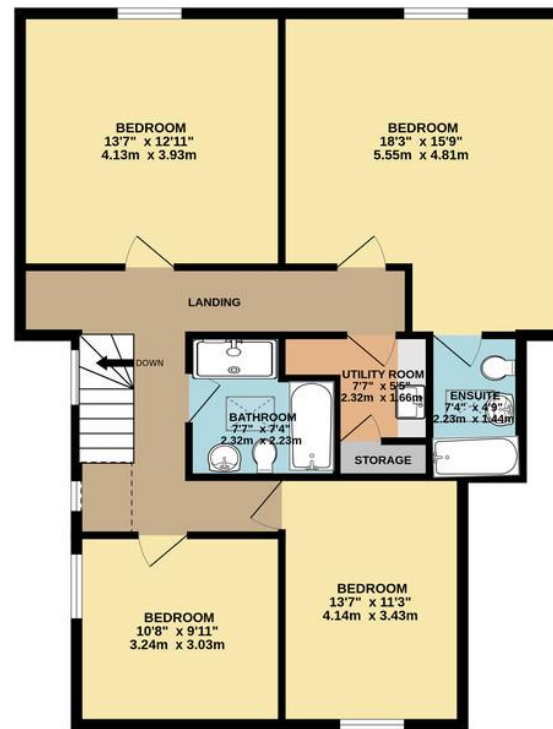 BEDROOM
13'7" x 12'11"
4.13m x 3.93m
BEDROOM
18'3" x 15'9"
5.55m x 4.81m
LANDING
DOWN
UTILITY ROOM
7'7" x 5'5"
2.32m x 1.66m
ENSUITE
7'4" x 4'9"
2.23m x 1.44m
BATHROOM
7'7" x 7'4"
2.32m x 2.23m
STORAGE
BEDROOM
13'7" x 11'3"
4.14m x 3.43m
BEDROOM
10'8" x 9'11"
3.24m x 3.03m